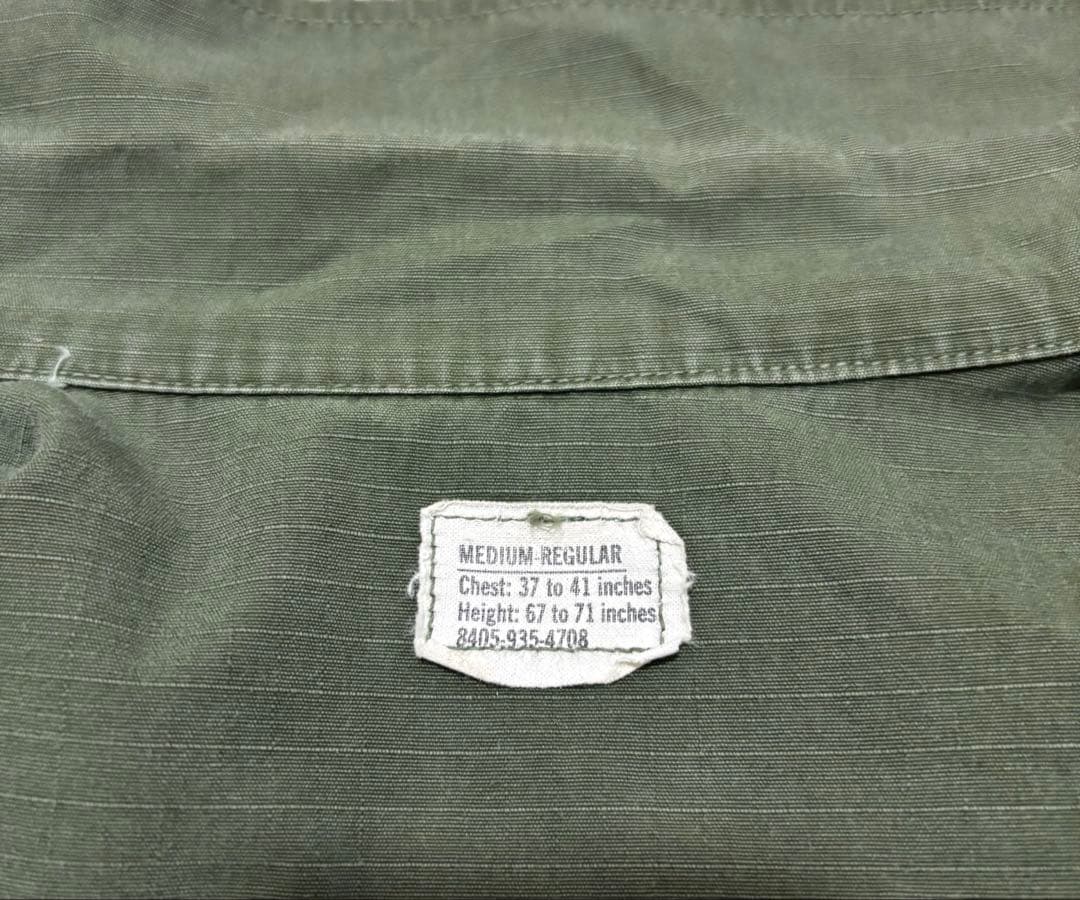 MEDIUM-REGULAR
Chest: 37 to 41 inches
Height: 67 to 71 inches
8405-935-4708